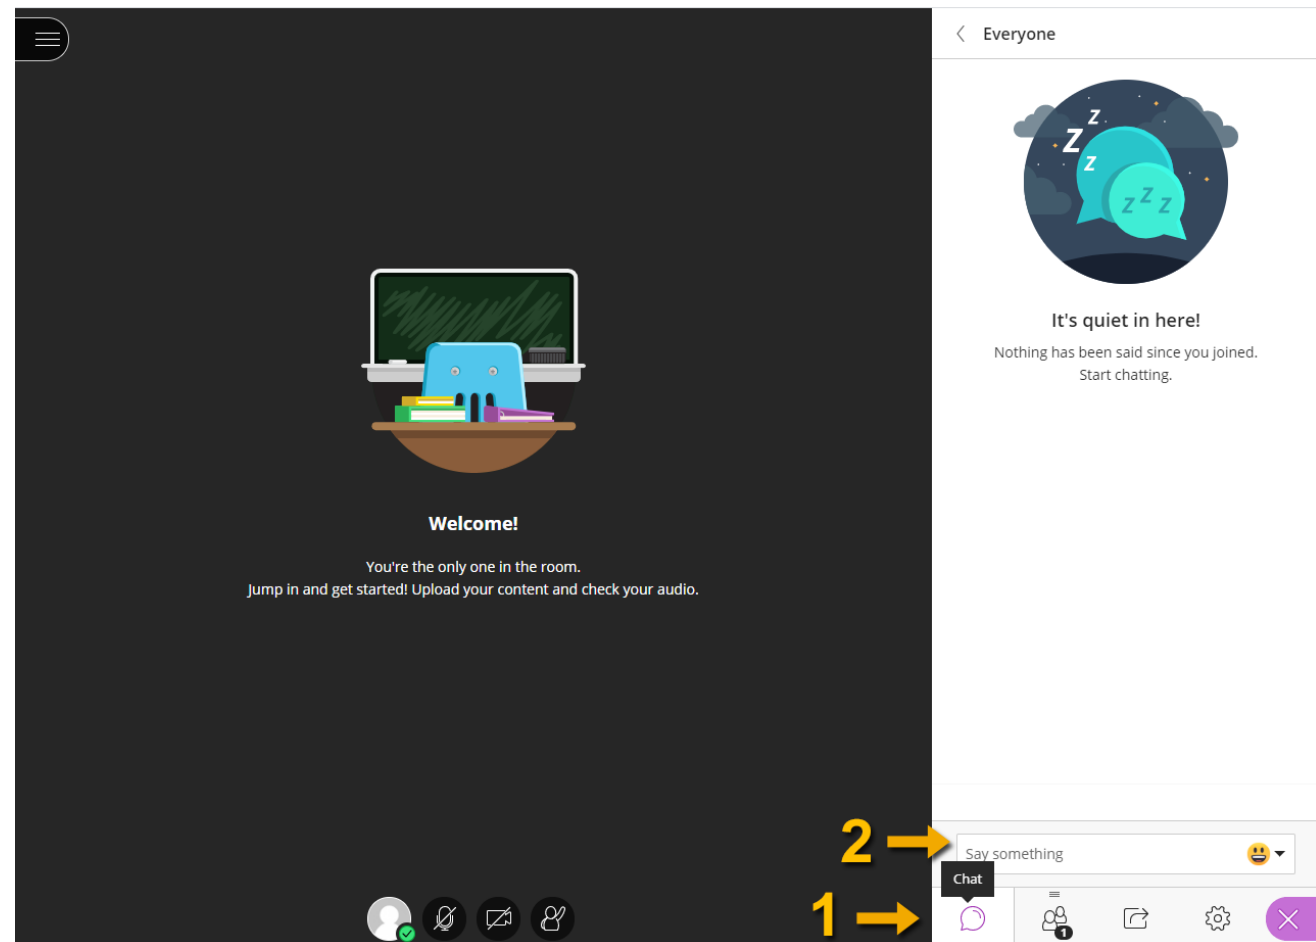 Everyone
Z
Z
Z
Z Z Z
It's quiet in here!
Nothing has been said since you joined.
Start chatting.
Welcome!
You're the only one in the room.
Jump in and get started! Upload your content and check your audio.
2
Say something
Chat
1
1